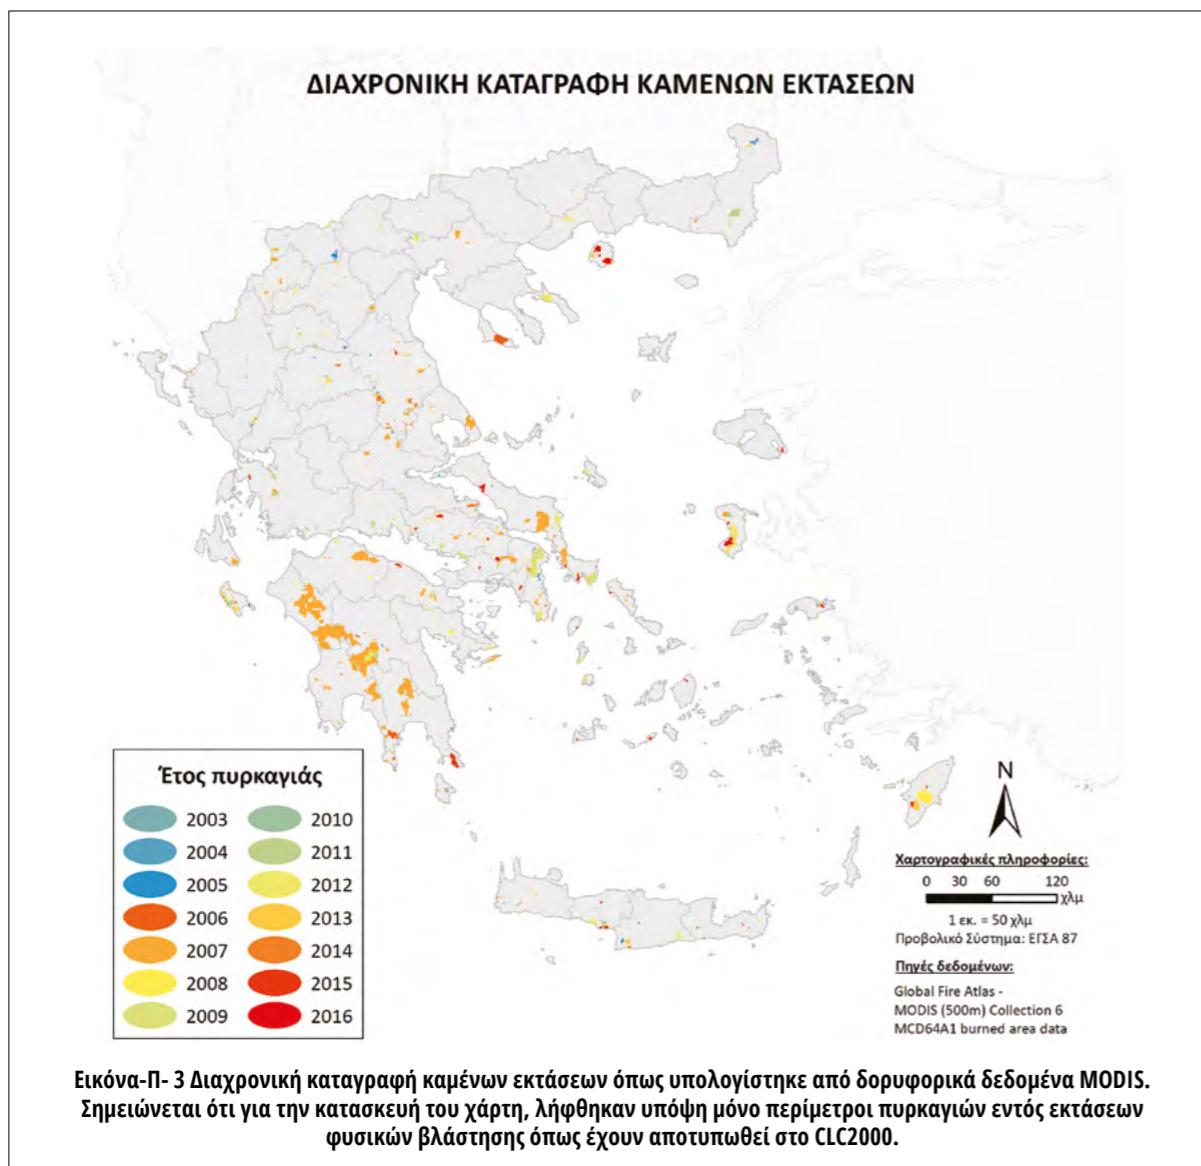 ΔΙΑΧΡΟΝΙΚΗ ΚΑΤΑΓΡΑΦΗ ΚΑΜΕΝΩΝ ΕΚΤΑΣΕΩΝ
Έτος πυρκαγιάς
2003 2010
2004 2011
2005 2012
2006 2013
2007 2014
2008 2015
2009 2016
N
Χαρτογραφικές πληροφορίες:
0 30 60 120
χλμ
1 εκ. = 50 χλμ
Προβολικό Σύστημα: ΕΓΣΑ 87
Πηγές δεδομένων:
Global Fire Atlas -
MODIS (500m) Collection 6
MCD64A1 burned area data
Εικόνα-Π- 3 Διαχρονική καταγραφή καμένων εκτάσεων όπως υπολογίστηκε από δορυφορικά δεδομένα MODIS.
Σημειώνεται ότι για την κατασκευή του χάρτη, λήφθηκαν υπόψη μόνο περίμετροι πυρκαγιών εντός εκτάσεων
φυσικών βλάστησης όπως έχουν αποτυπωθεί στο CLC2000.